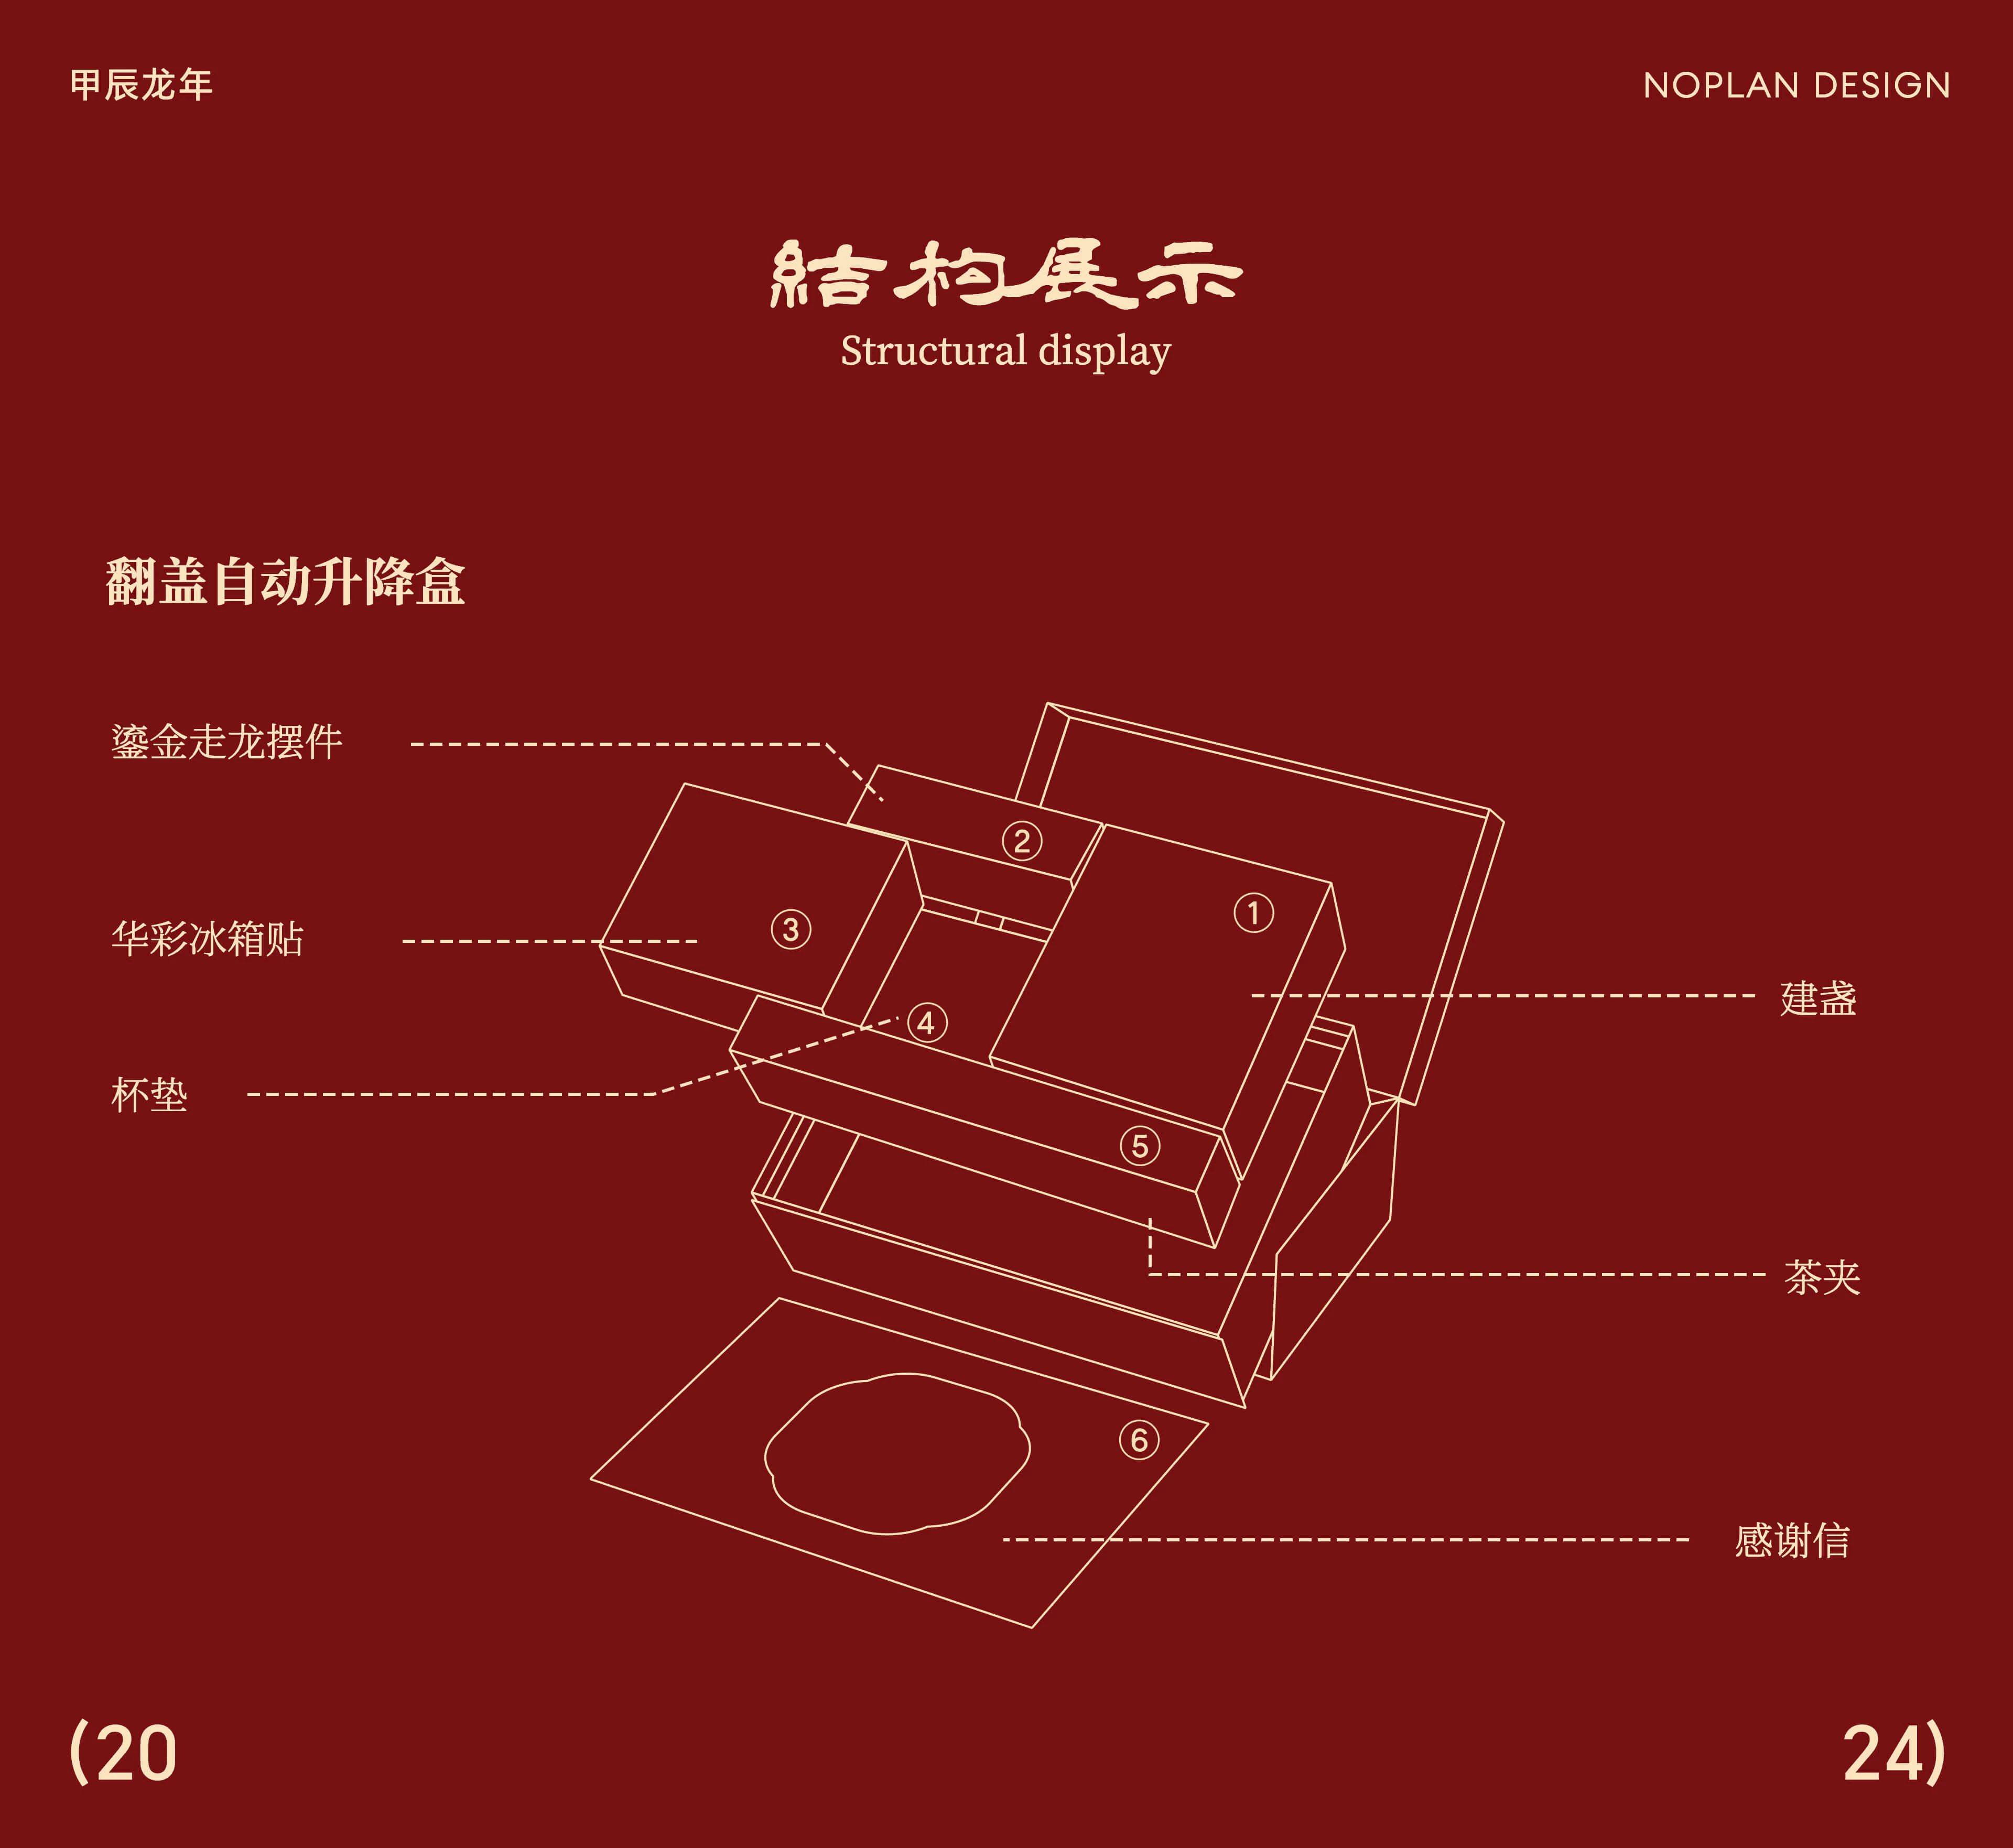 甲辰龙年
NOPLAN DESIGN
結构展示
Structural display
翻盖自动升降盒
鎏金走龙摆件
②
①
③
华彩冰箱贴
建盏
④
杯垫
⑤
茶夹
⑥
感谢信
(20
24)